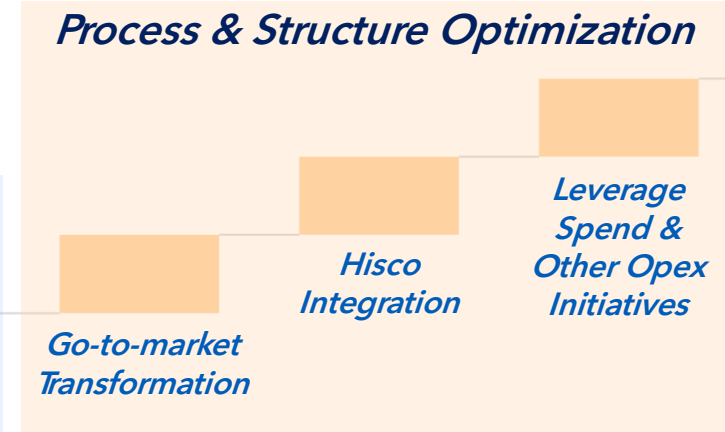 Process & Structure Optimization
Go-to-market
Transformation
Hisco
Integration
Leverage
Spend &
Other Opex
Initiatives